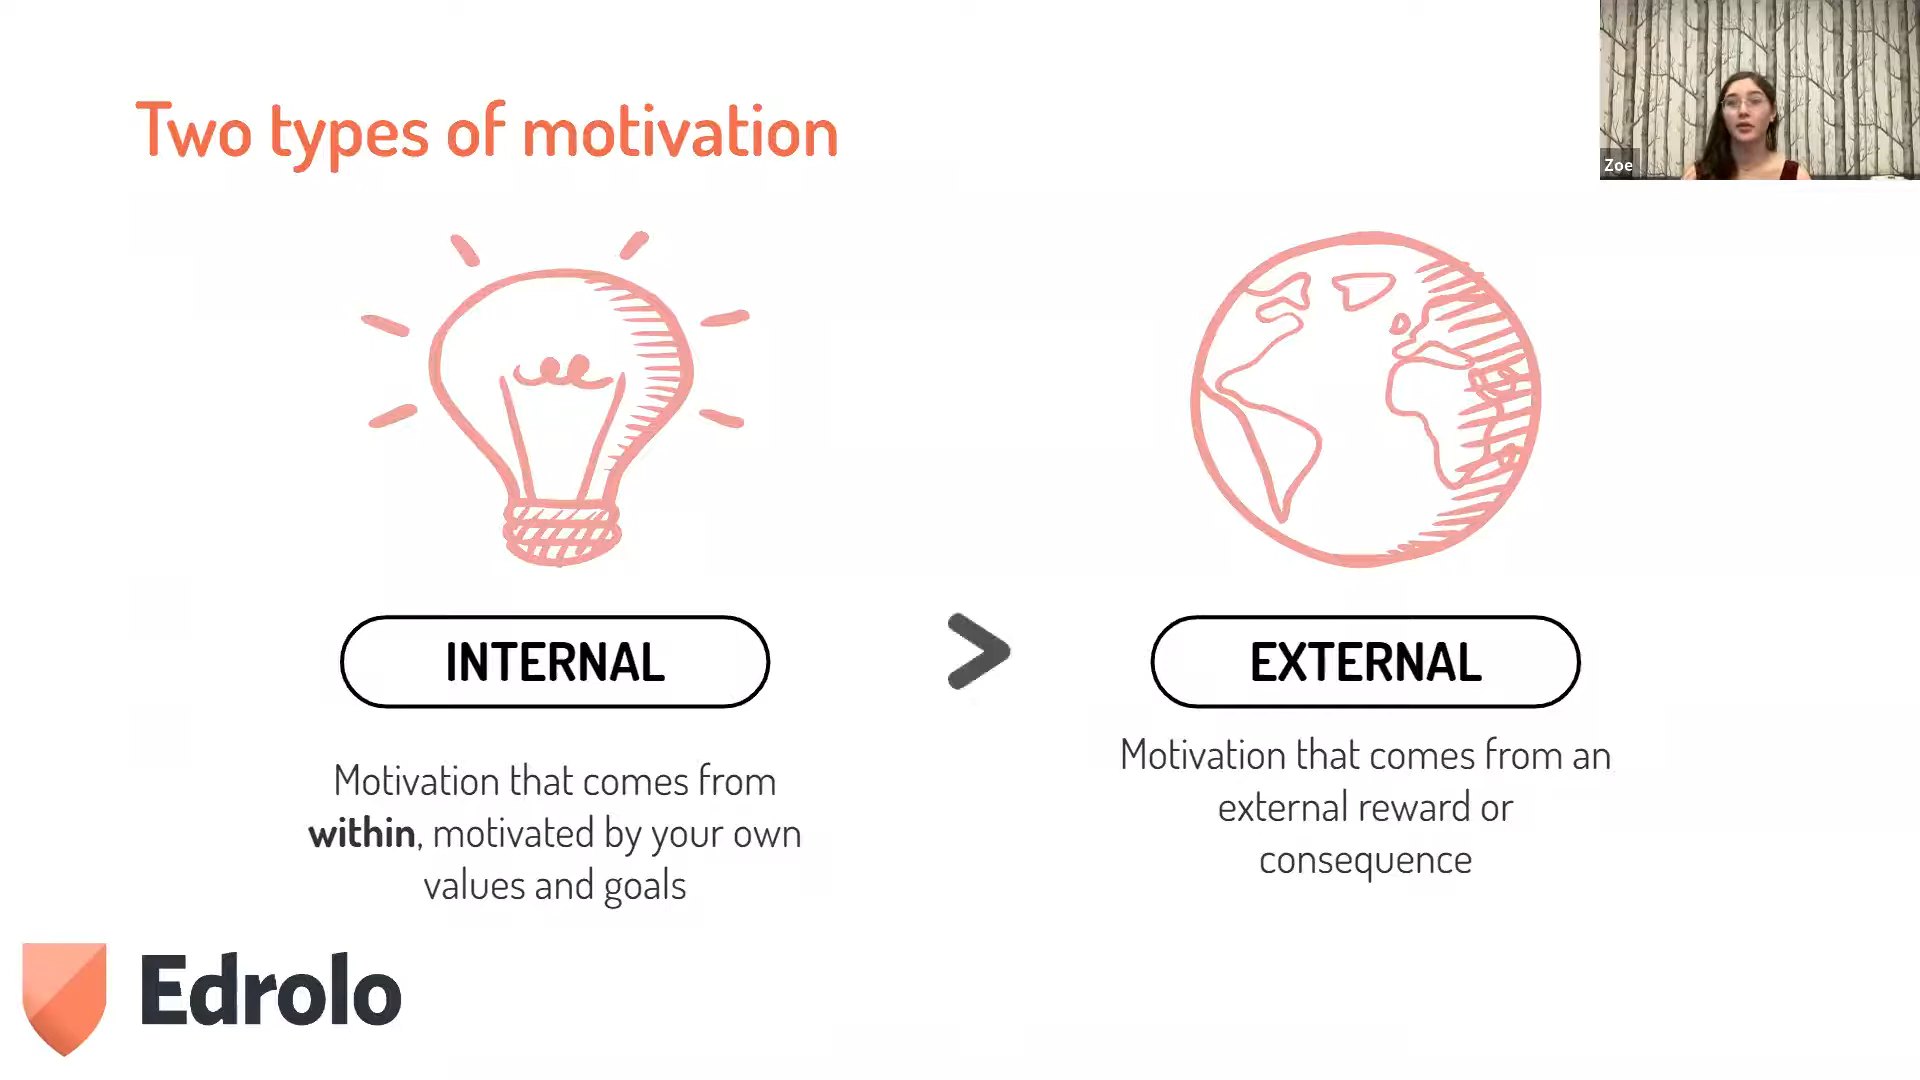 Two types of motivation
Zoe
INTERNAL
>
EXTERNAL
Motivation that comes from
within, motivated by your own
values and goals
Motivation that comes from an
external reward or
consequence
Edrolo